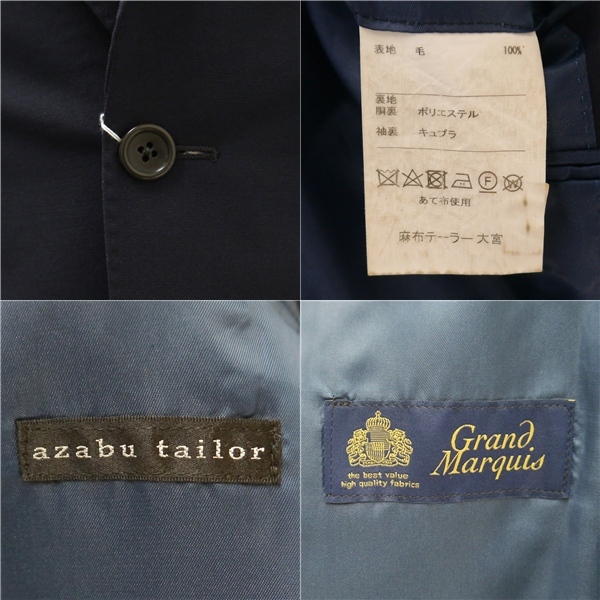 表地 毛 100%
裏地
胴裏 ポリエステル
袖裏 キュプラ
F
あて布使用
麻布テーラー 大宮
azabu tailor
Grand
Marquis
the best value
high quality fabrics